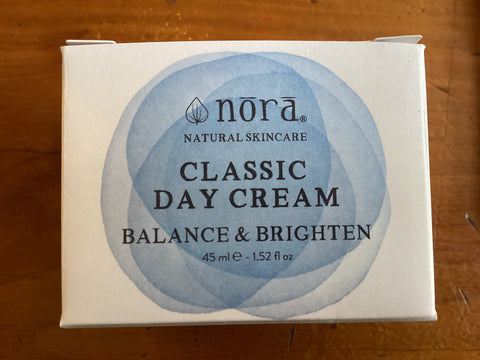 nōrā®
NATURAL SKINCARE
CLASSIC
DAY CREAM
BALANCE & BRIGHTEN
45 ml ℮ - 1.52 fl oz